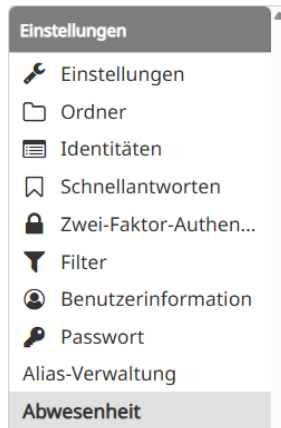 Einstellungen
Einstellungen
Ordner
Identitäten
Schnellantworten
Zwei-Faktor-Authen...
Filter
Benutzerinformation
Passwort
Alias-Verwaltung
Abwesenheit